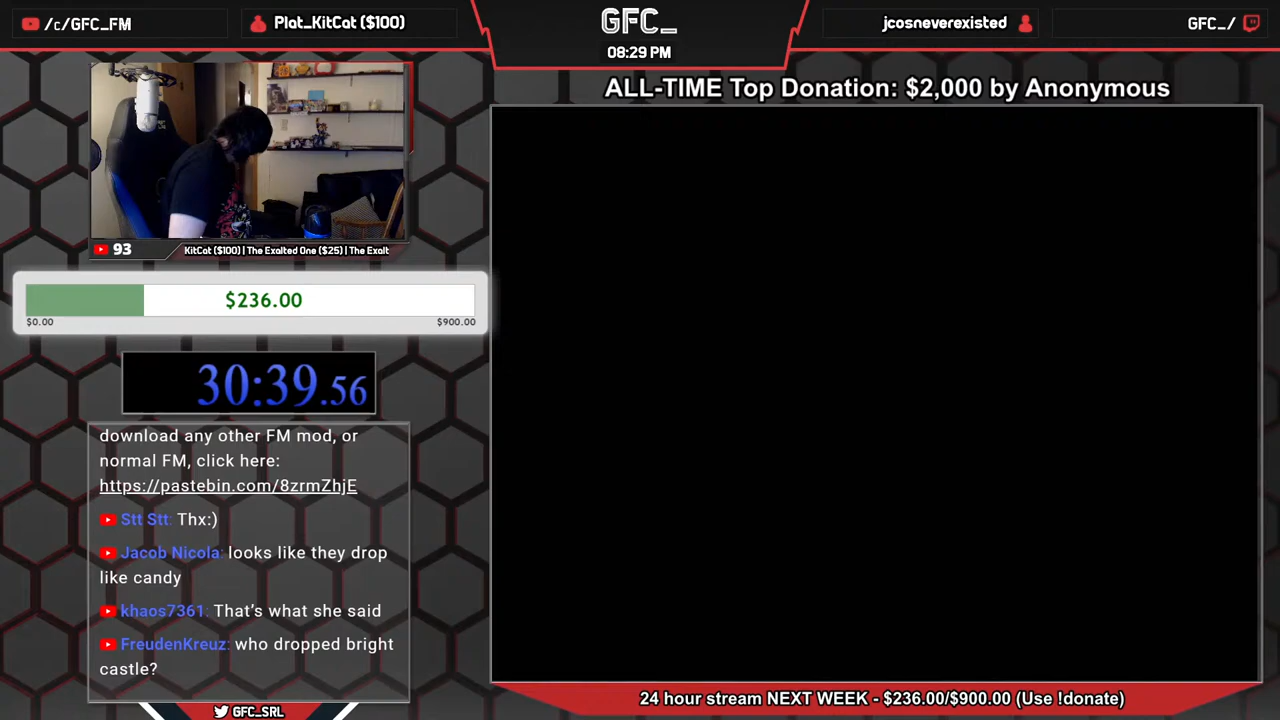 /c/GFC_FM
Plat_KitCat ($100)
GFC_
08:29 PM
jcosneverexisted
GFC_/
ALL-TIME Top Donation: $2,000 by Anonymous
93
KitCat ($100) | The Exalted One ($25) | The Exalt
$236.00
$0.00
$900.00
30:39.56
download any other FM mod, or
normal FM, click here:
https://pastebin.com/8zrmZhjE
Stt Stt: Thx:)
Jacob Nicola: looks like they drop
like candy
khaos7361: That's what she said
FreudenKreuz: who dropped bright
castle?
GFC_SRL
24 hour stream NEXT WEEK - $236.00/$900.00 (Use !donate)